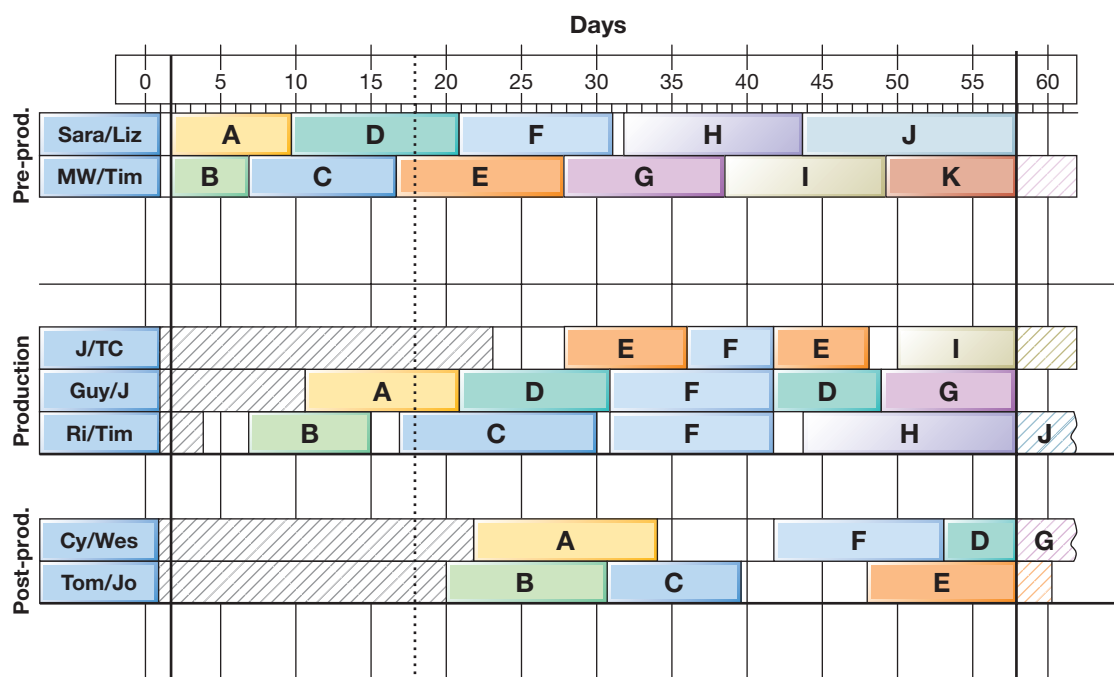 Days
0 5 10 15 20 25 30 35 40 45 50 55 60
Pre-prod.
Sara/Liz A D F H J
MW/Tim B C E G I K
Production
J/TC E F E I
Guy/J A D F D G
Ri/Tim B C F H J
Post-prod.
Cy/Wes A F D G
Tom/Jo B C E